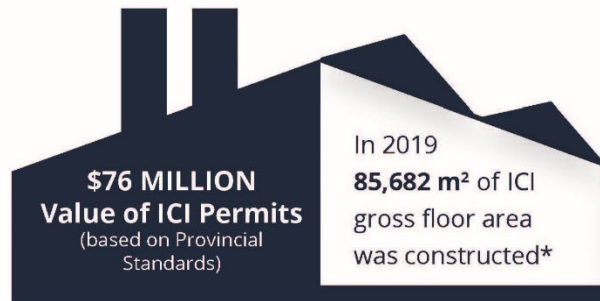 $76 MILLION
Value of ICI Permits
(based on Provincial
Standards)
In 2019
85,682 m² of ICI
gross floor area
was constructed*